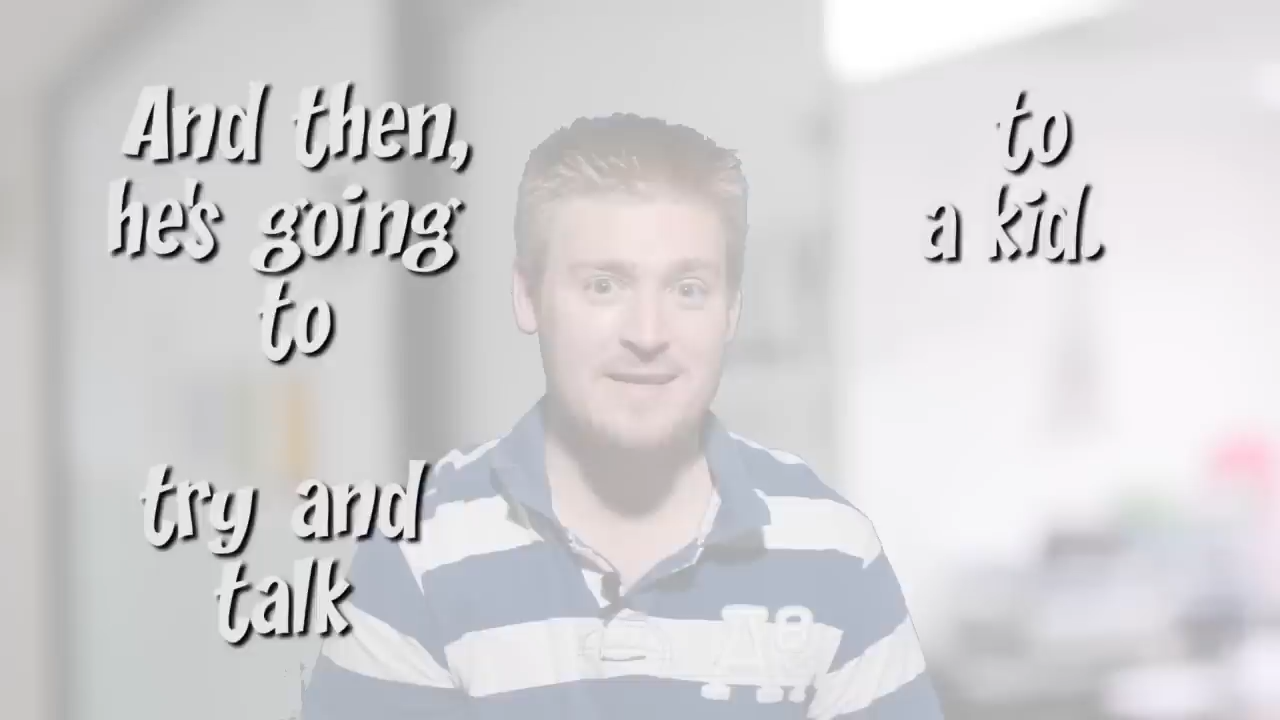 And then,
he's going
to
try and
talk
to
a kid.